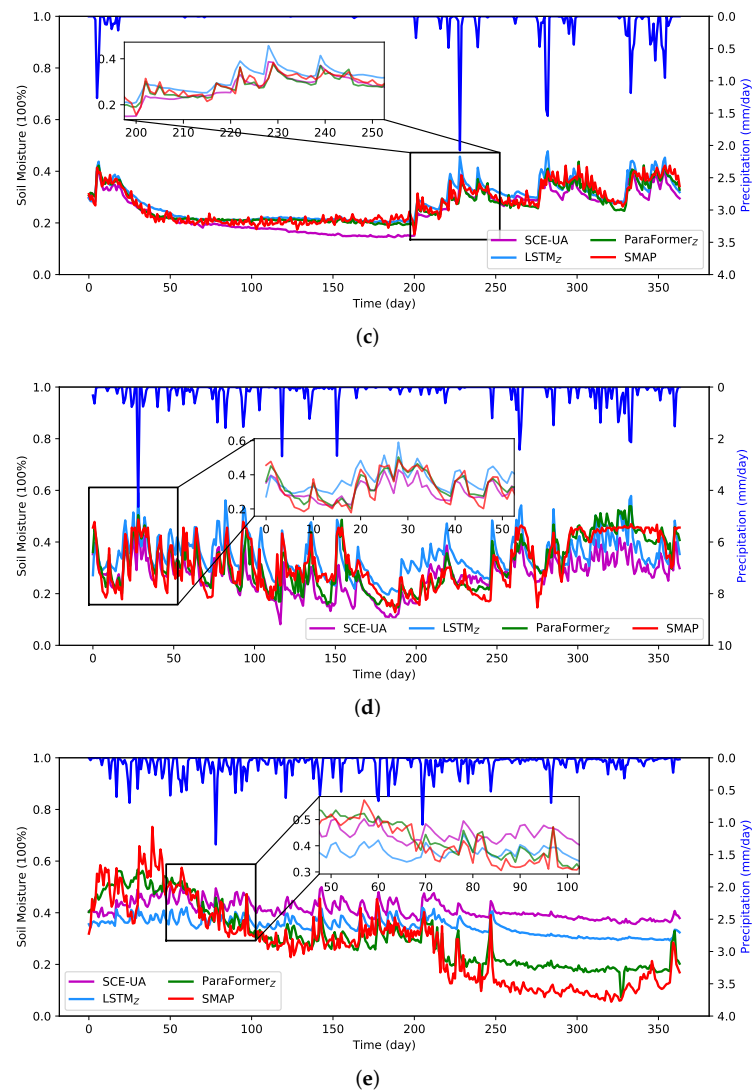 1.0
0.8
0.6
0.4
0.2
0.0
Soil Moisture (100%)
0.4
0.2
200 210 220 230 240 250
0.0
0.5
1.0
1.5
2.0
2.5
3.0
3.5
4.0
Precipitation (mm/day)
SCE-UA ParaFormerZ
LSTMZ SMAP
0 50 100 150 200 250 300 350
Time (day)
(c)
1.0
0.8
0.6
0.4
0.2
0.0
Soil Moisture (100%)
0.6
0.4
0.2
0 10 20 30 40 50
0
2
4
6
8
10
Precipitation (mm/day)
SCE-UA LSTMZ ParaFormerZ SMAP
0 50 100 150 200 250 300 350
Time (day)
(d)
1.0
0.8
0.6
0.4
0.2
0.0
Soil Moisture (100%)
0.5
0.4
0.3
50 60 70 80 90 100
0.0
0.5
1.0
1.5
2.0
2.5
3.0
3.5
4.0
Precipitation (mm/day)
SCE-UA ParaFormerZ
LSTMZ SMAP
0 50 100 150 200 250 300 350
Time (day)
(e)